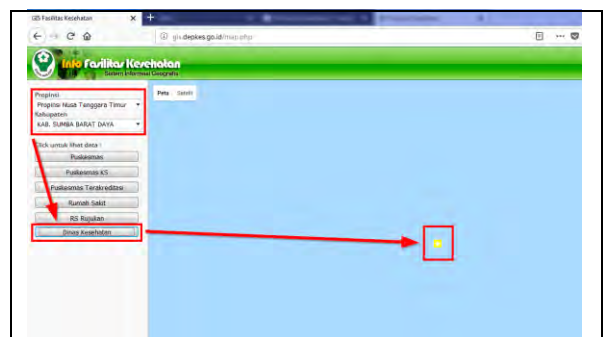 GIS Fasilitas Kesehatan
gis.depkes.go.id/map.php
Info Fasilitas Kesehatan
Sistem Informasi Geografis
Propinsi
Propinsi Nusa Tenggara Timur
Kabupaten
KAB. SUMBA BARAT DAYA
Click untuk lihat data :
Puskesmas
Puskesmas KS
Puskesmas Terakreditasi
Rumah Sakit
RS Rujukan
Dinas Kesehatan
Peta Satelit